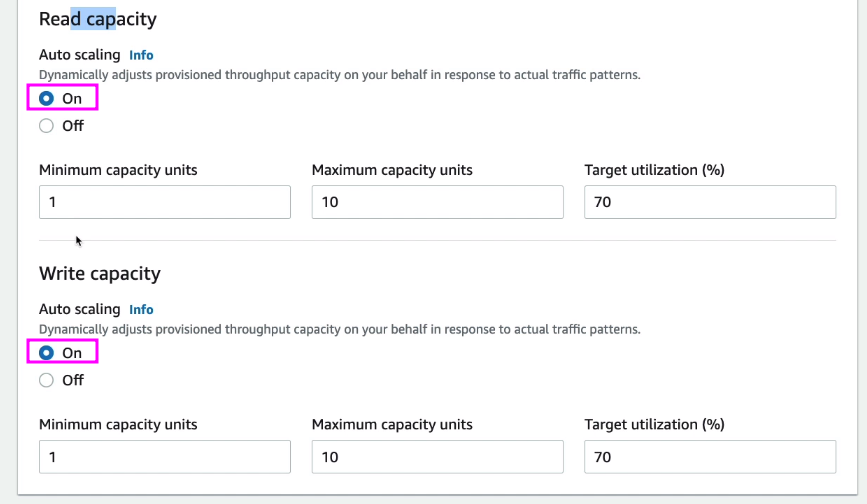 Read capacity
Auto scaling Info
Dynamically adjusts provisioned throughput capacity on your behalf in response to actual traffic patterns.
On
Off
Minimum capacity units Maximum capacity units Target utilization (%)
1 10 70
Write capacity
Auto scaling Info
Dynamically adjusts provisioned throughput capacity on your behalf in response to actual traffic patterns.
On
Off
Minimum capacity units Maximum capacity units Target utilization (%)
1 10 70